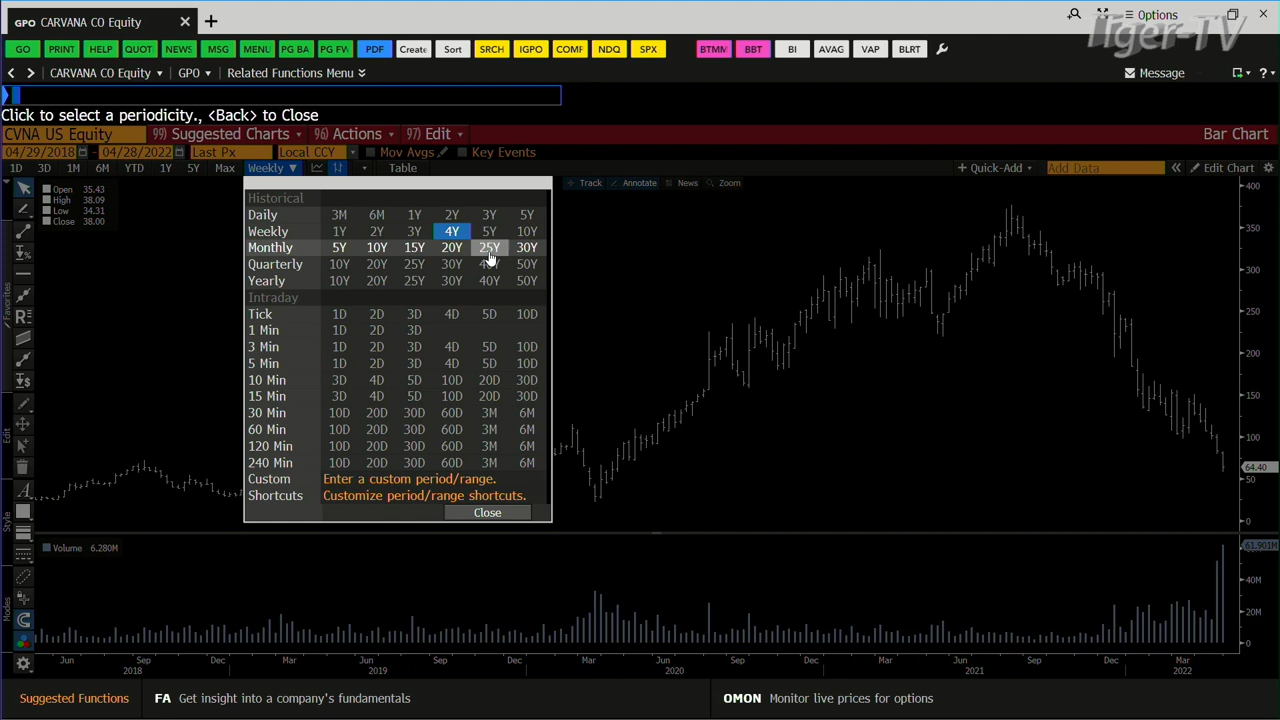 GPO CARVANA CO Equity
Options
Tiger-TV
GO PRINT HELP QUOT NEWS MSG MENU PG BA PG FW PDF Create Sort SRCH IGPO COMP NDQ SPX BTMM BBT BI AVAG VAP BLRT
CARVANA CO Equity GPO Related Functions Menu Message
Click to select a periodicity., <Back> to Close
CVNA US Equity 99) Suggested Charts 96) Actions 97) Edit Bar Chart
04/29/2018 - 04/28/2022 Last Px Local CCY Mov Avgs Key Events
1D 3D 1M 6M YTD 1Y 5Y Max Weekly Table + Quick-Add Add Data Edit Chart
Track Annotate News Zoom
Open 35.43
High 38.09
Low 34.31
Close 38.00
Historical
Daily 3M 6M 1Y 2Y 3Y 5Y
Weekly 1Y 2Y 3Y 4Y 5Y 10Y
Monthly 5Y 10Y 15Y 20Y 25Y 30Y
Quarterly 10Y 20Y 25Y 30Y 40Y 50Y
Yearly 10Y 20Y 25Y 30Y 40Y 50Y
Intraday
Tick 1D 2D 3D 4D 5D 10D
1 Min 1D 2D 3D
3 Min 1D 2D 3D 4D 5D 10D
5 Min 1D 2D 3D 4D 5D 10D
10 Min 3D 4D 5D 10D 20D 30D
15 Min 3D 4D 5D 10D 20D 30D
30 Min 10D 20D 30D 60D 3M 6M
60 Min 10D 20D 30D 60D 3M 6M
120 Min 10D 20D 30D 60D 3M 6M
240 Min 10D 20D 30D 60D 3M 6M
Custom Enter a custom period/range.
Shortcuts Customize period/range shortcuts.
Close
400
350
300
250
200
150
100
64.40
50
0
Favorites
Edit
Style
Modes
Volume 6.280M
61.901M
40M
20M
0
Jun Sep Dec Mar Jun Sep Dec Mar Jun Sep Dec Mar Jun Sep Dec Mar
2018 2019 2020 2021 2022
Suggested Functions FA Get insight into a company's fundamentals OMON Monitor live prices for options